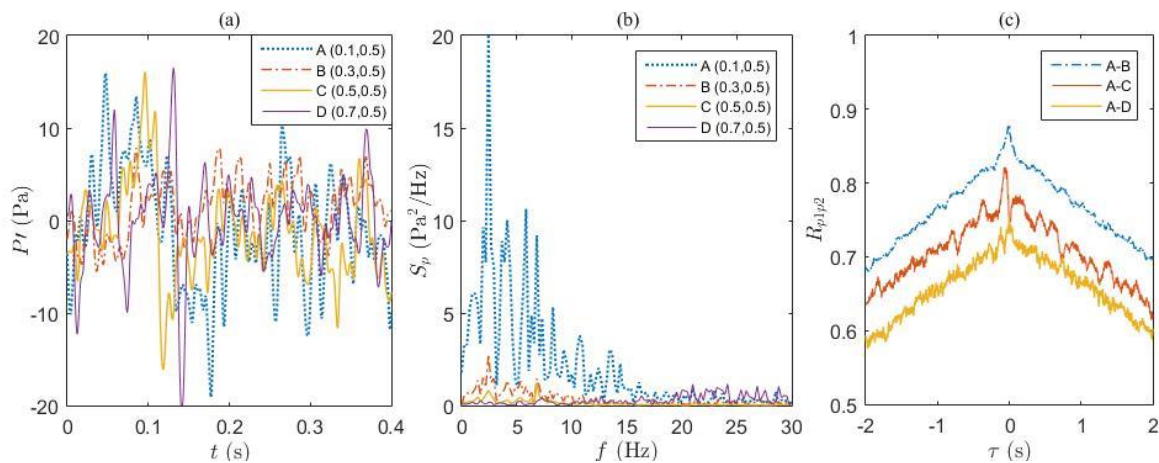 (a)
20
10
0
-10
-20
P′ (Pa)
0 0.1 0.2 0.3 0.4
t (s)
A (0.1,0.5)
B (0.3,0.5)
C (0.5,0.5)
D (0.7,0.5)
(b)
20
15
10
5
0
S_p (Pa²/Hz)
0 5 10 15 20 25 30
f (Hz)
A (0.1,0.5)
B (0.3,0.5)
C (0.5,0.5)
D (0.7,0.5)
(c)
1
0.9
0.8
0.7
0.6
0.5
R_{p1p2}
-2 -1 0 1 2
τ (s)
A-B
A-C
A-D